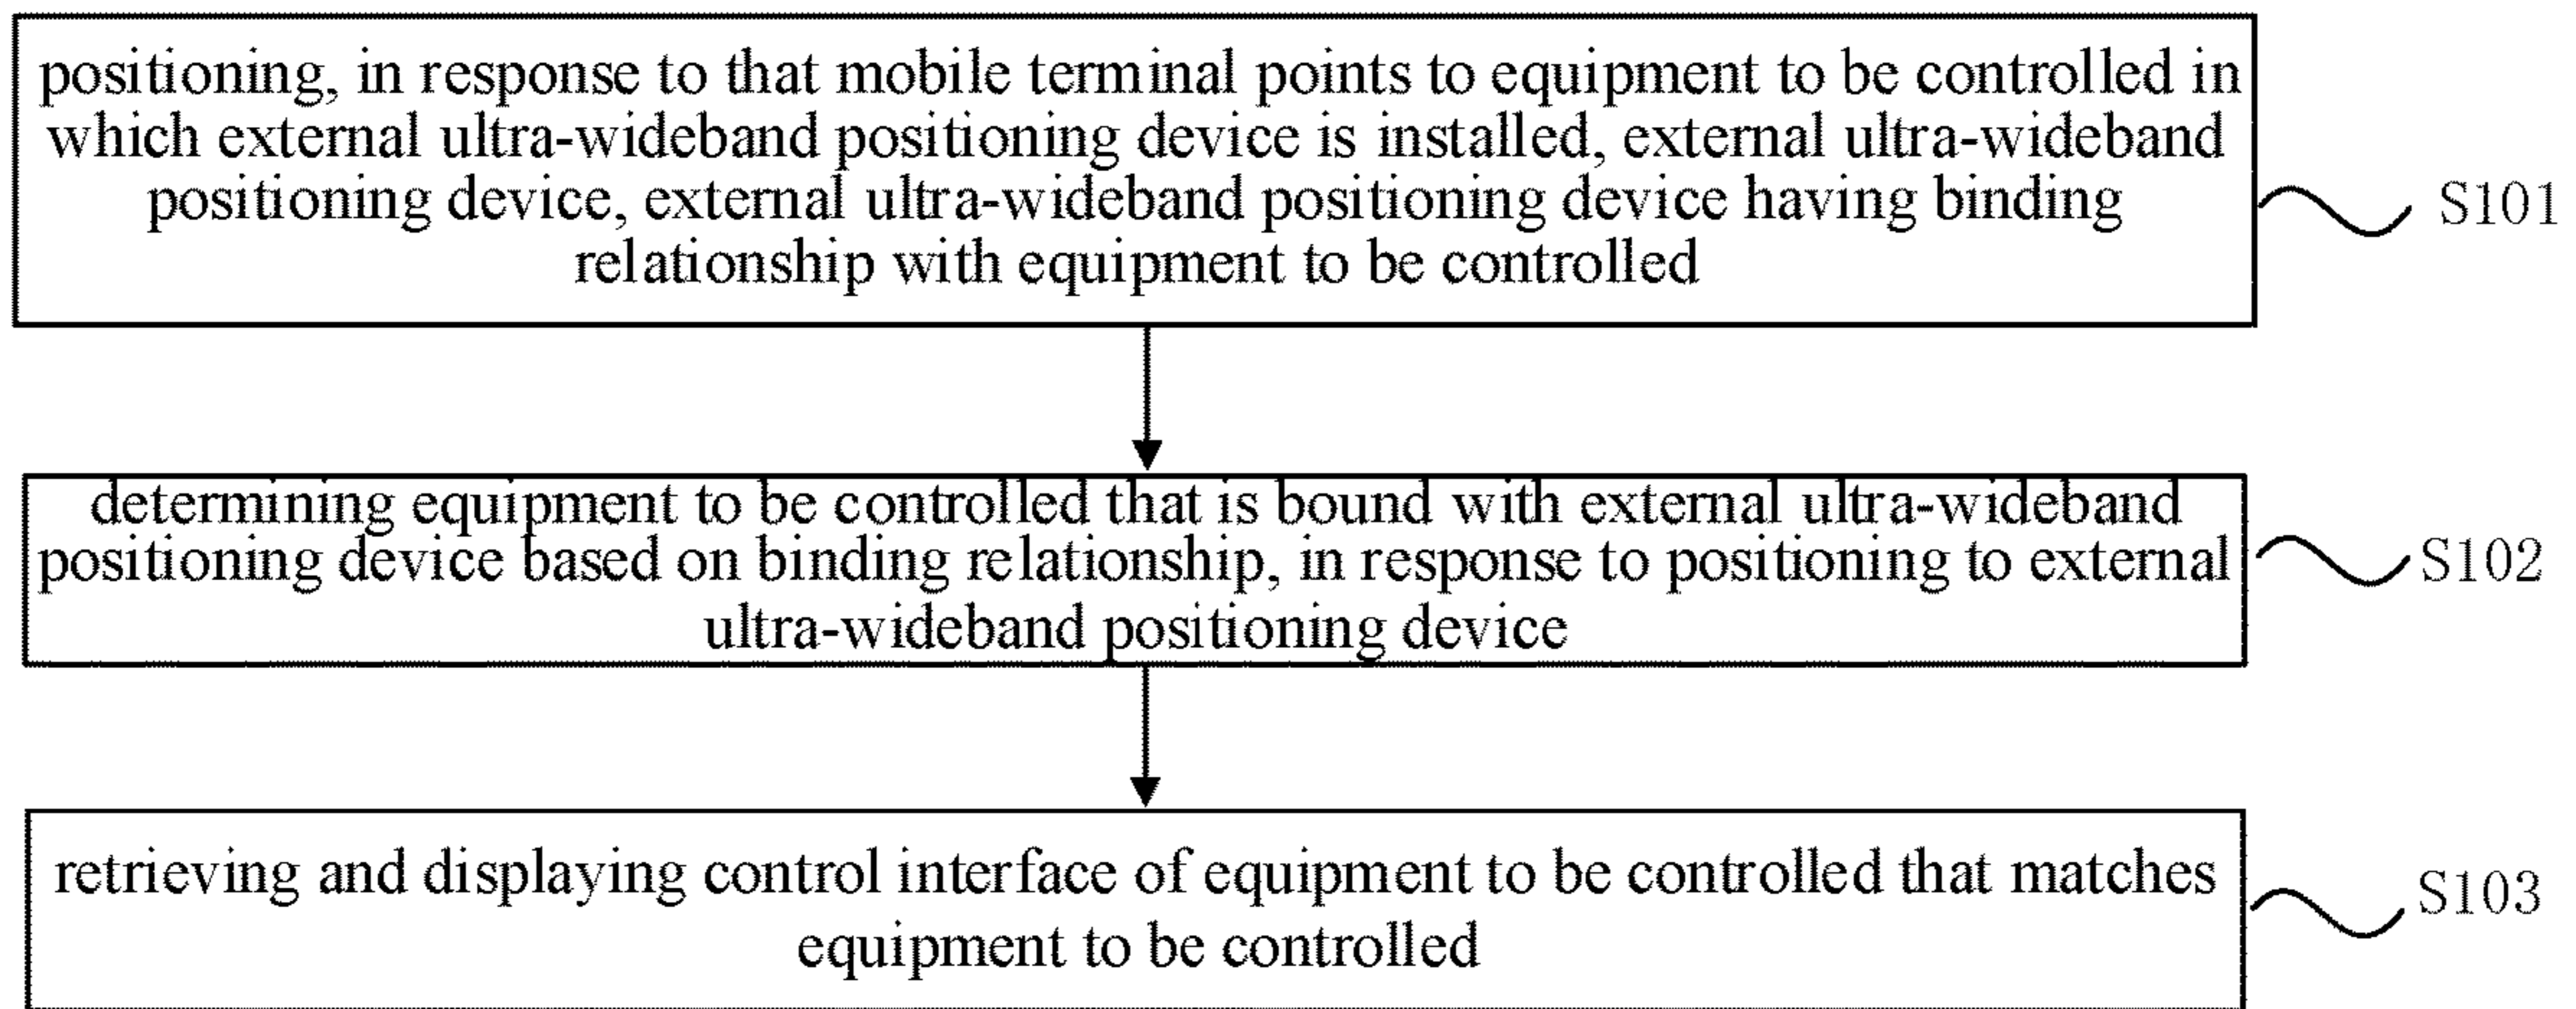 positioning, in response to that mobile terminal points to equipment to be controlled in
which external ultra-wideband positioning device is installed, external ultra-wideband
positioning device, external ultra-wideband positioning device having binding
relationship with equipment to be controlled
S101
determining equipment to be controlled that is bound with external ultra-wideband
positioning device based on binding relationship, in response to positioning to external
ultra-wideband positioning device
S102
retrieving and displaying control interface of equipment to be controlled that matches
equipment to be controlled
S103